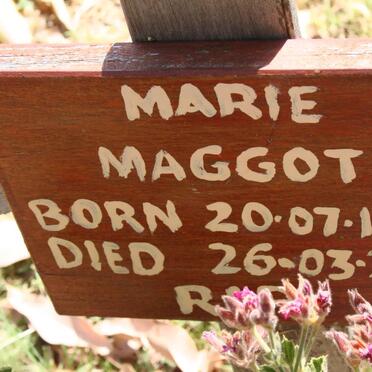 MARIE
MAGGOT
BORN 20·07·1
DIED 26-03-